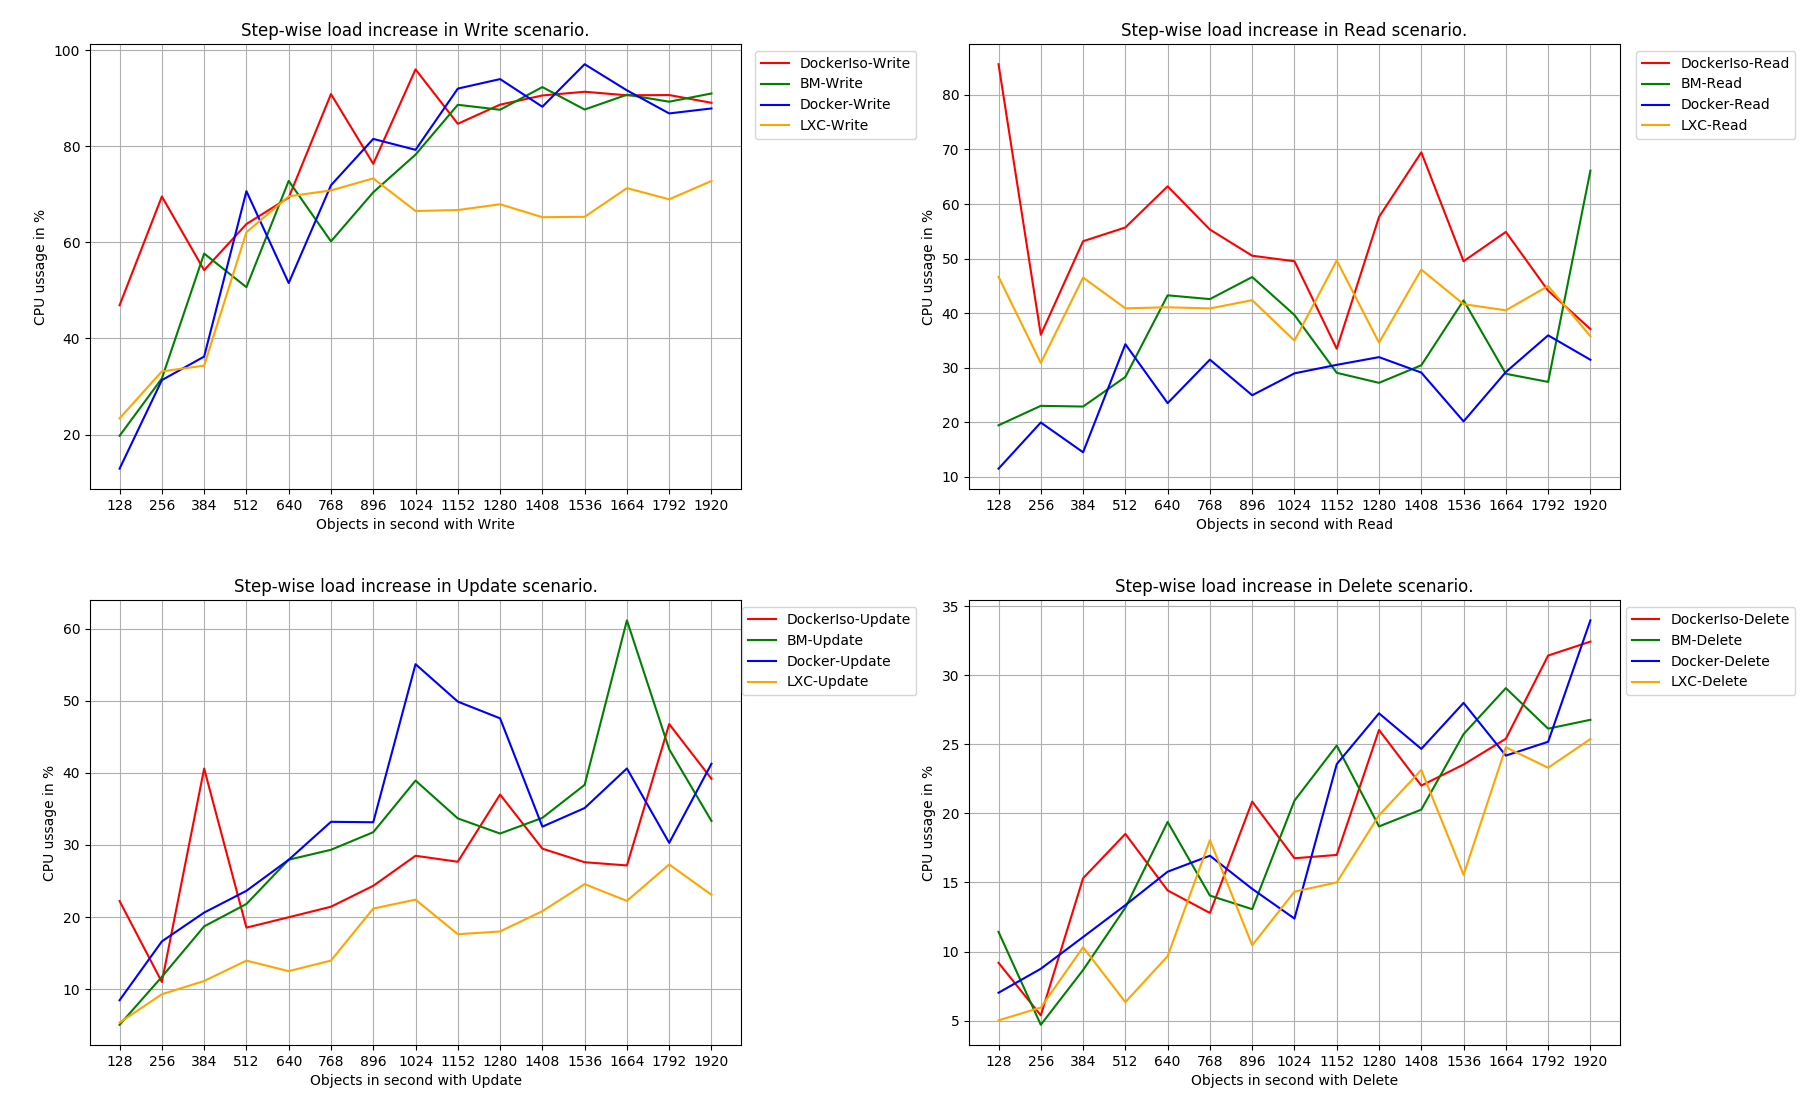 Step-wise load increase in Write scenario.
100
80
60
40
20
CPU ussage in %
128 256 384 512 640 768 896 1024 1152 1280 1408 1536 1664 1792 1920
Objects in second with Write
DockerIso-Write
BM-Write
Docker-Write
LXC-Write
Step-wise load increase in Read scenario.
80
70
60
50
40
30
20
10
CPU ussage in %
128 256 384 512 640 768 896 1024 1152 1280 1408 1536 1664 1792 1920
Objects in second with Read
DockerIso-Read
BM-Read
Docker-Read
LXC-Read
Step-wise load increase in Update scenario.
60
50
40
30
20
10
CPU ussage in %
128 256 384 512 640 768 896 1024 1152 1280 1408 1536 1664 1792 1920
Objects in second with Update
DockerIso-Update
BM-Update
Docker-Update
LXC-Update
Step-wise load increase in Delete scenario.
35
30
25
20
15
10
5
CPU ussage in %
128 256 384 512 640 768 896 1024 1152 1280 1408 1536 1664 1792 1920
Objects in second with Delete
DockerIso-Delete
BM-Delete
Docker-Delete
LXC-Delete